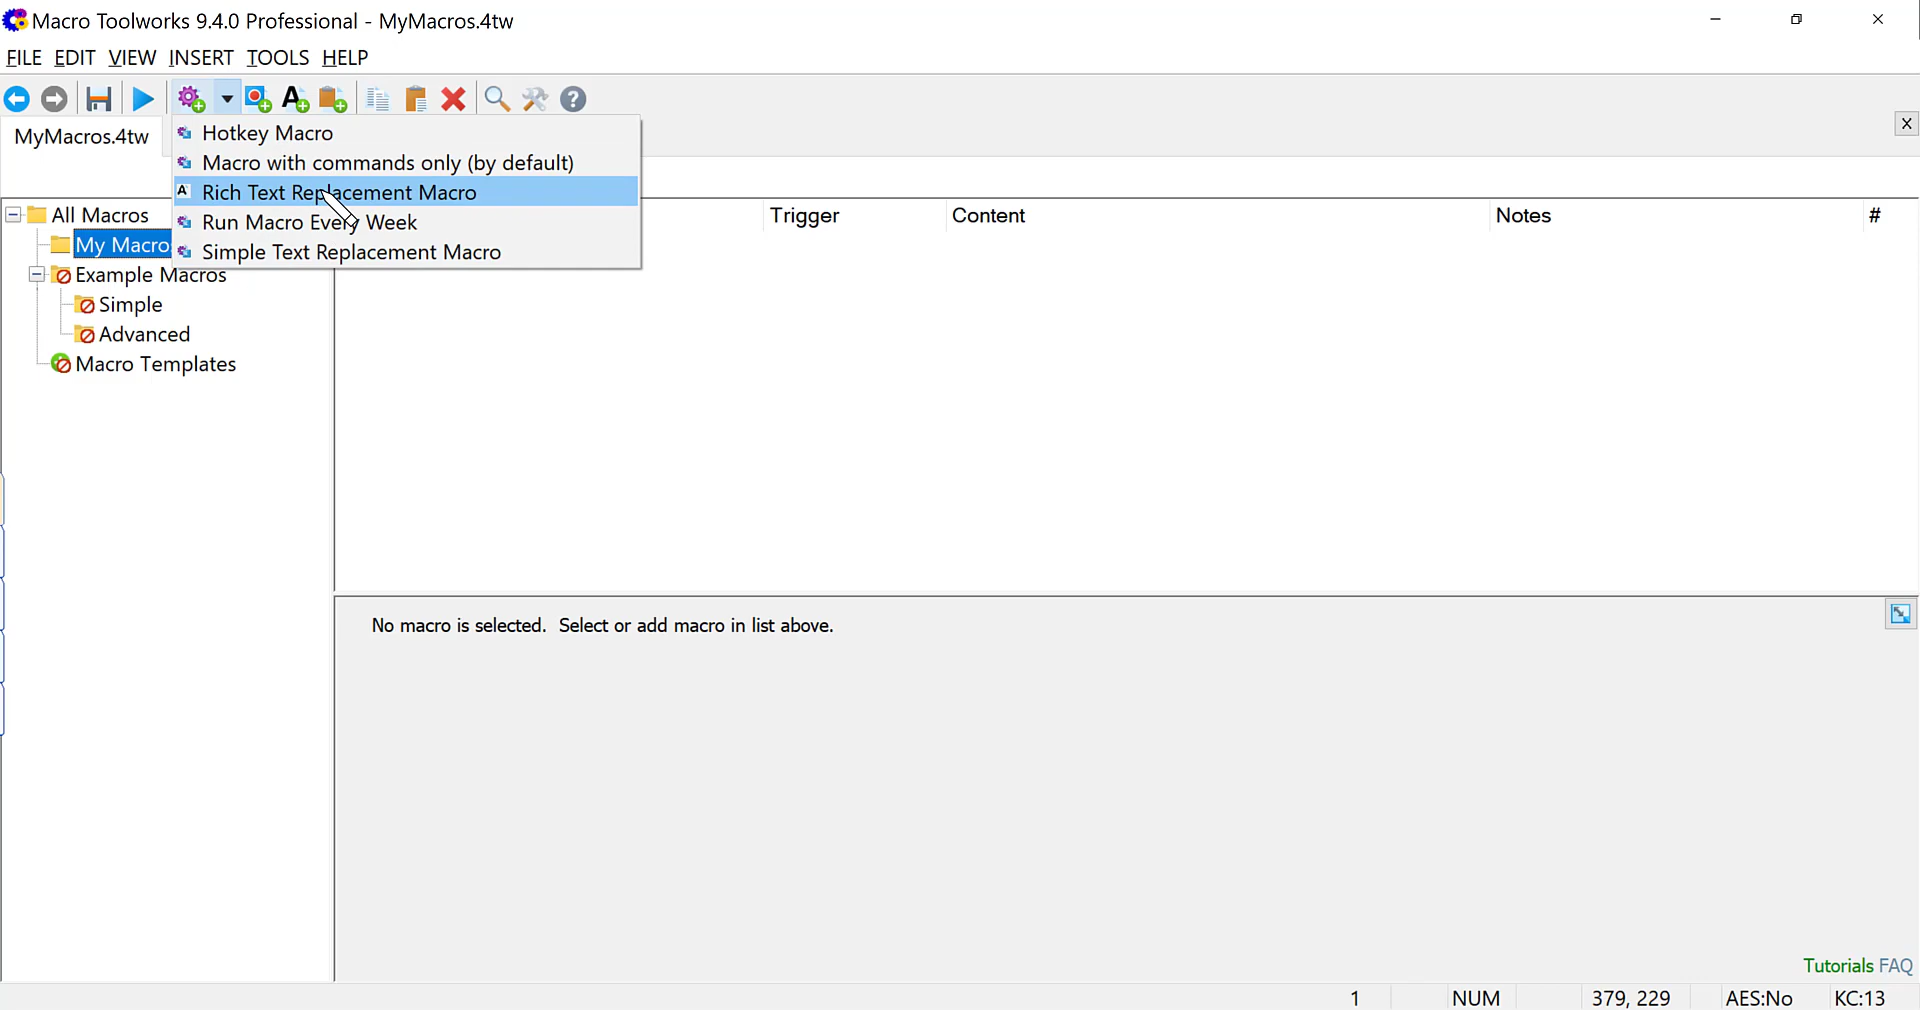 Macro Toolworks 9.4.0 Professional - MyMacros.4tw
FILE EDIT VIEW INSERT TOOLS HELP
MyMacros.4tw
Hotkey Macro
Macro with commands only (by default)
Rich Text Replacement Macro
Run Macro Every Week
Simple Text Replacement Macro
All Macros
My Macro
Example Macros
Simple
Advanced
Macro Templates
Trigger Content Notes #
No macro is selected. Select or add macro in list above.
Tutorials FAQ
1 NUM 379, 229 AES:No KC:13